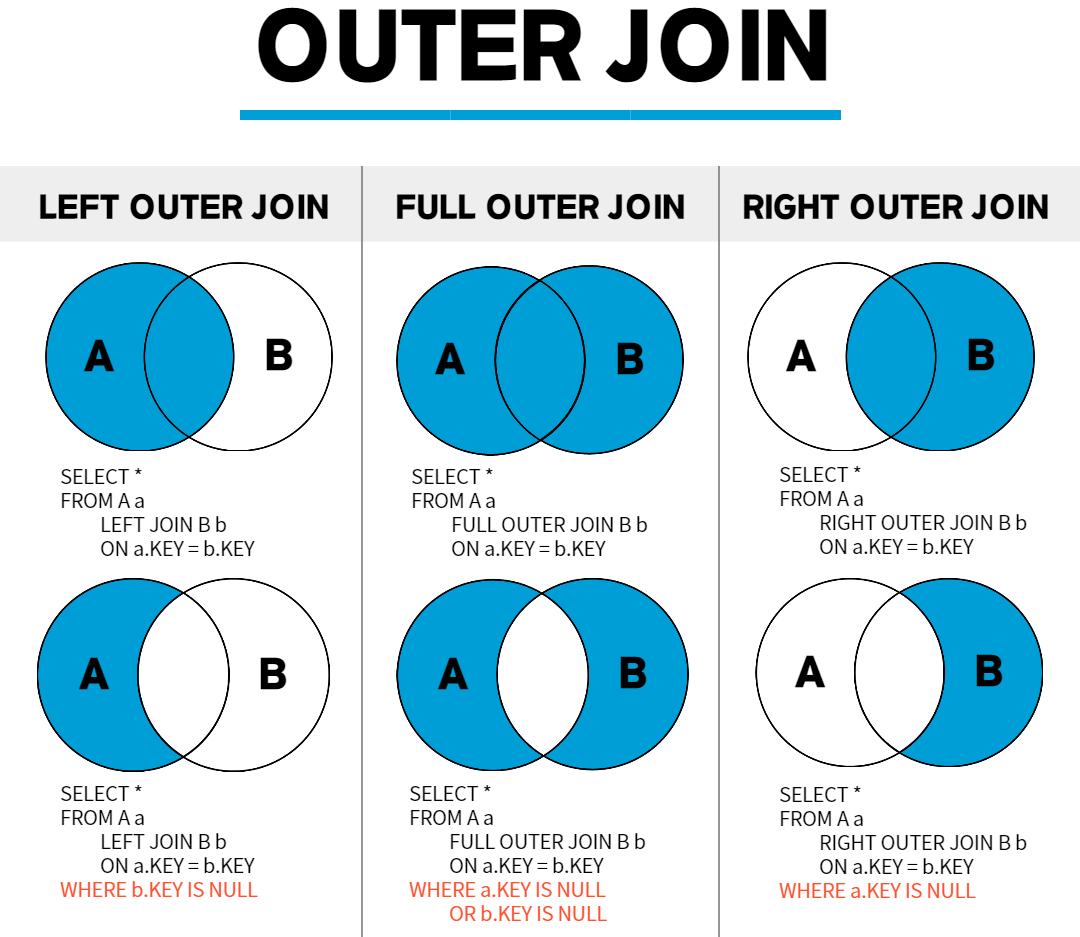 OUTER JOIN
LEFT OUTER JOIN
A
B
SELECT *
FROM A a
LEFT JOIN B b
ON a.KEY = b.KEY
A
B
SELECT *
FROM A a
LEFT JOIN B b
ON a.KEY = b.KEY
WHERE b.KEY IS NULL
FULL OUTER JOIN
A
B
SELECT *
FROM A a
FULL OUTER JOIN B b
ON a.KEY = b.KEY
A
B
SELECT *
FROM A a
FULL OUTER JOIN B b
ON a.KEY = b.KEY
WHERE a.KEY IS NULL
OR b.KEY IS NULL
RIGHT OUTER JOIN
A
B
SELECT *
FROM A a
RIGHT OUTER JOIN B b
ON a.KEY = b.KEY
A
B
SELECT *
FROM A a
RIGHT OUTER JOIN B b
ON a.KEY = b.KEY
WHERE a.KEY IS NULL